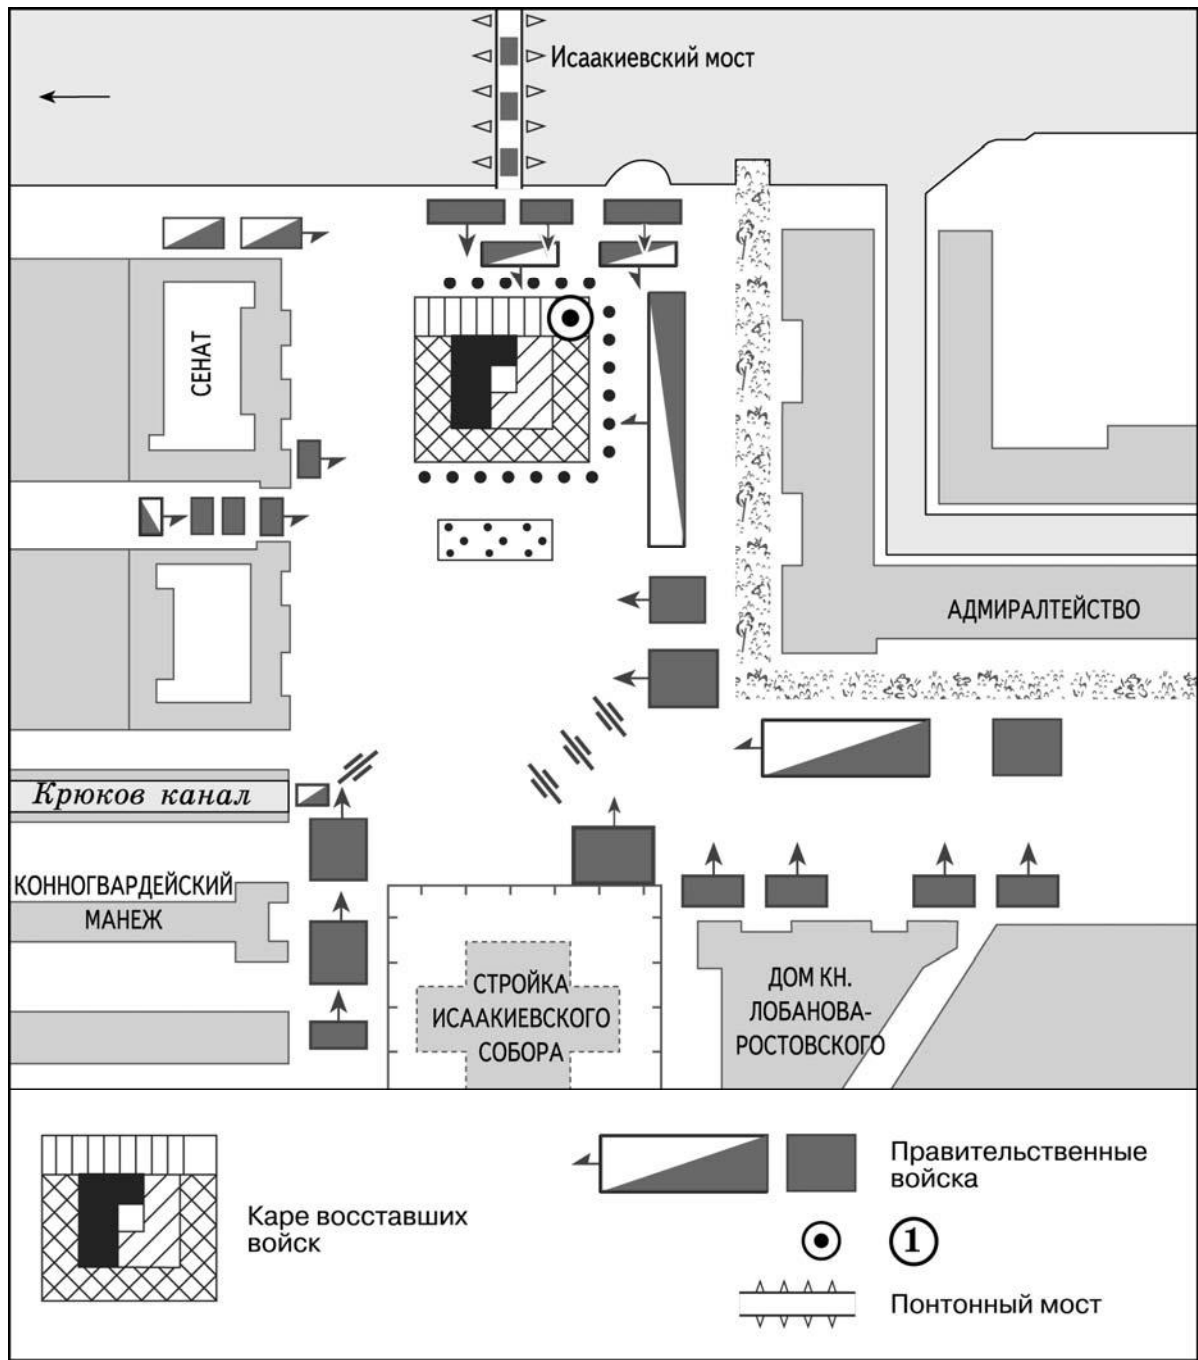 Исаакиевский мост
СЕНАТ
АДМИРАЛТЕЙСТВО
Крюков канал
КОННОГВАРДЕЙСКИЙ
МАНЕЖ
СТРОЙКА
ИСААКИЕВСКОГО
СОБОРА
ДОМ КН.
ЛОБАНОВА-
РОСТОВСКОГО
Каре восставших
войск
Правительственные
войска
1
Понтонный мост